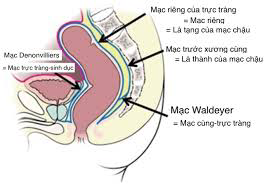 Mạc riêng của trực tràng
= Mạc riêng
= Lá tạng của mạc chậu
Mạc trước xương cùng
= Lá thành của mạc chậu
Mạc Denonvilliers
= Mạc trực tràng-sinh dục
Mạc Waldeyer
= Mạc cùng-trực tràng